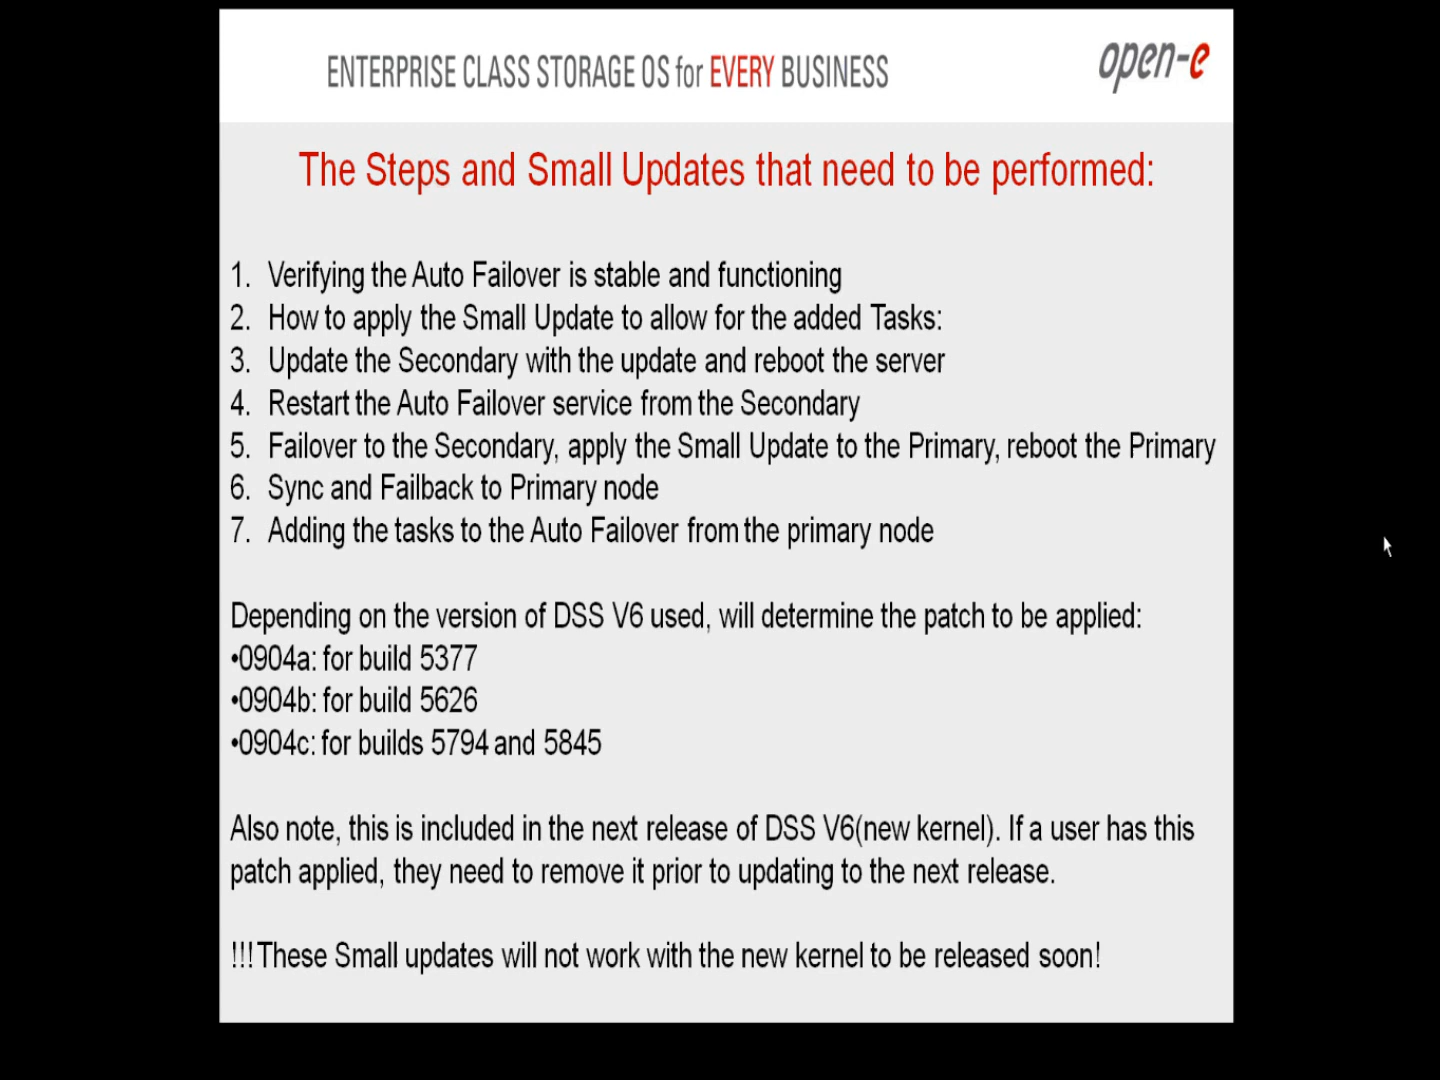 ENTERPRISE CLASS STORAGE OS for EVERY BUSINESS
open-e
The Steps and Small Updates that need to be performed:
1. Verifying the Auto Failover is stable and functioning
2. How to apply the Small Update to allow for the added Tasks:
3. Update the Secondary with the update and reboot the server
4. Restart the Auto Failover service from the Secondary
5. Failover to the Secondary, apply the Small Update to the Primary, reboot the Primary
6. Sync and Failback to Primary node
7. Adding the tasks to the Auto Failover from the primary node
Depending on the version of DSS V6 used, will determine the patch to be applied:
•0904a: for build 5377
•0904b: for build 5626
•0904c: for builds 5794 and 5845
Also note, this is included in the next release of DSS V6(new kernel). If a user has this
patch applied, they need to remove it prior to updating to the next release.
!!!These Small updates will not work with the new kernel to be released soon!